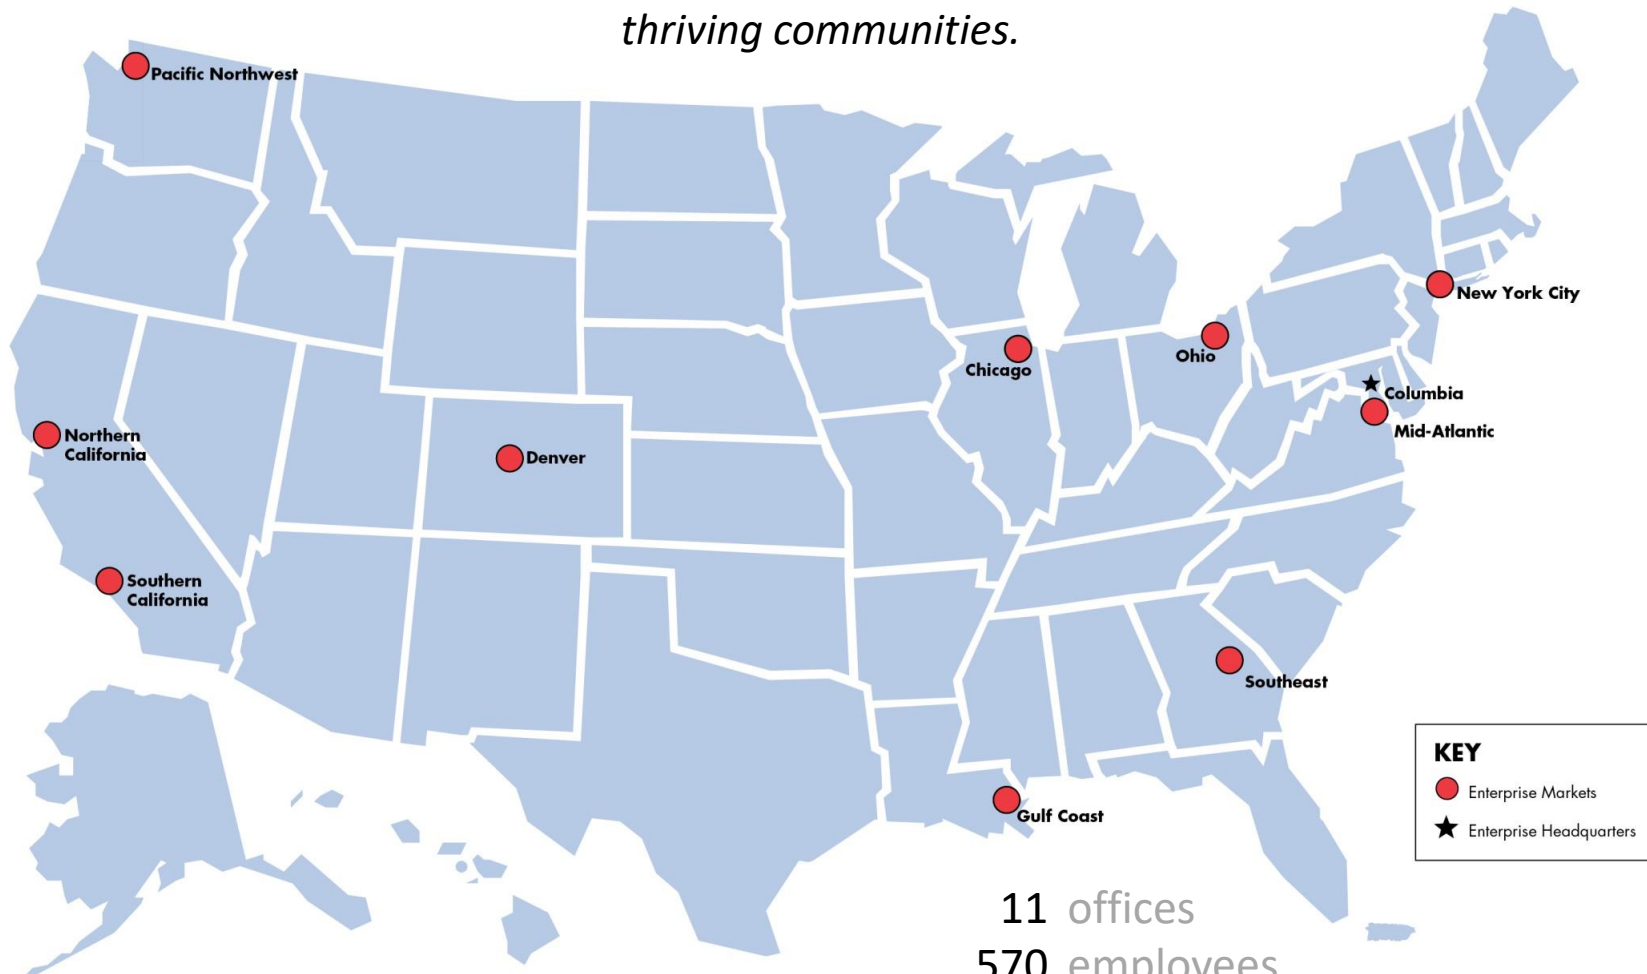 thriving communities.
Pacific Northwest
New York City
Ohio
Chicago
Columbia
Mid-Atlantic
Northern
California
Denver
Southern
California
Southeast
Gulf Coast
KEY
Enterprise Markets
Enterprise Headquarters
11 offices
570 employees